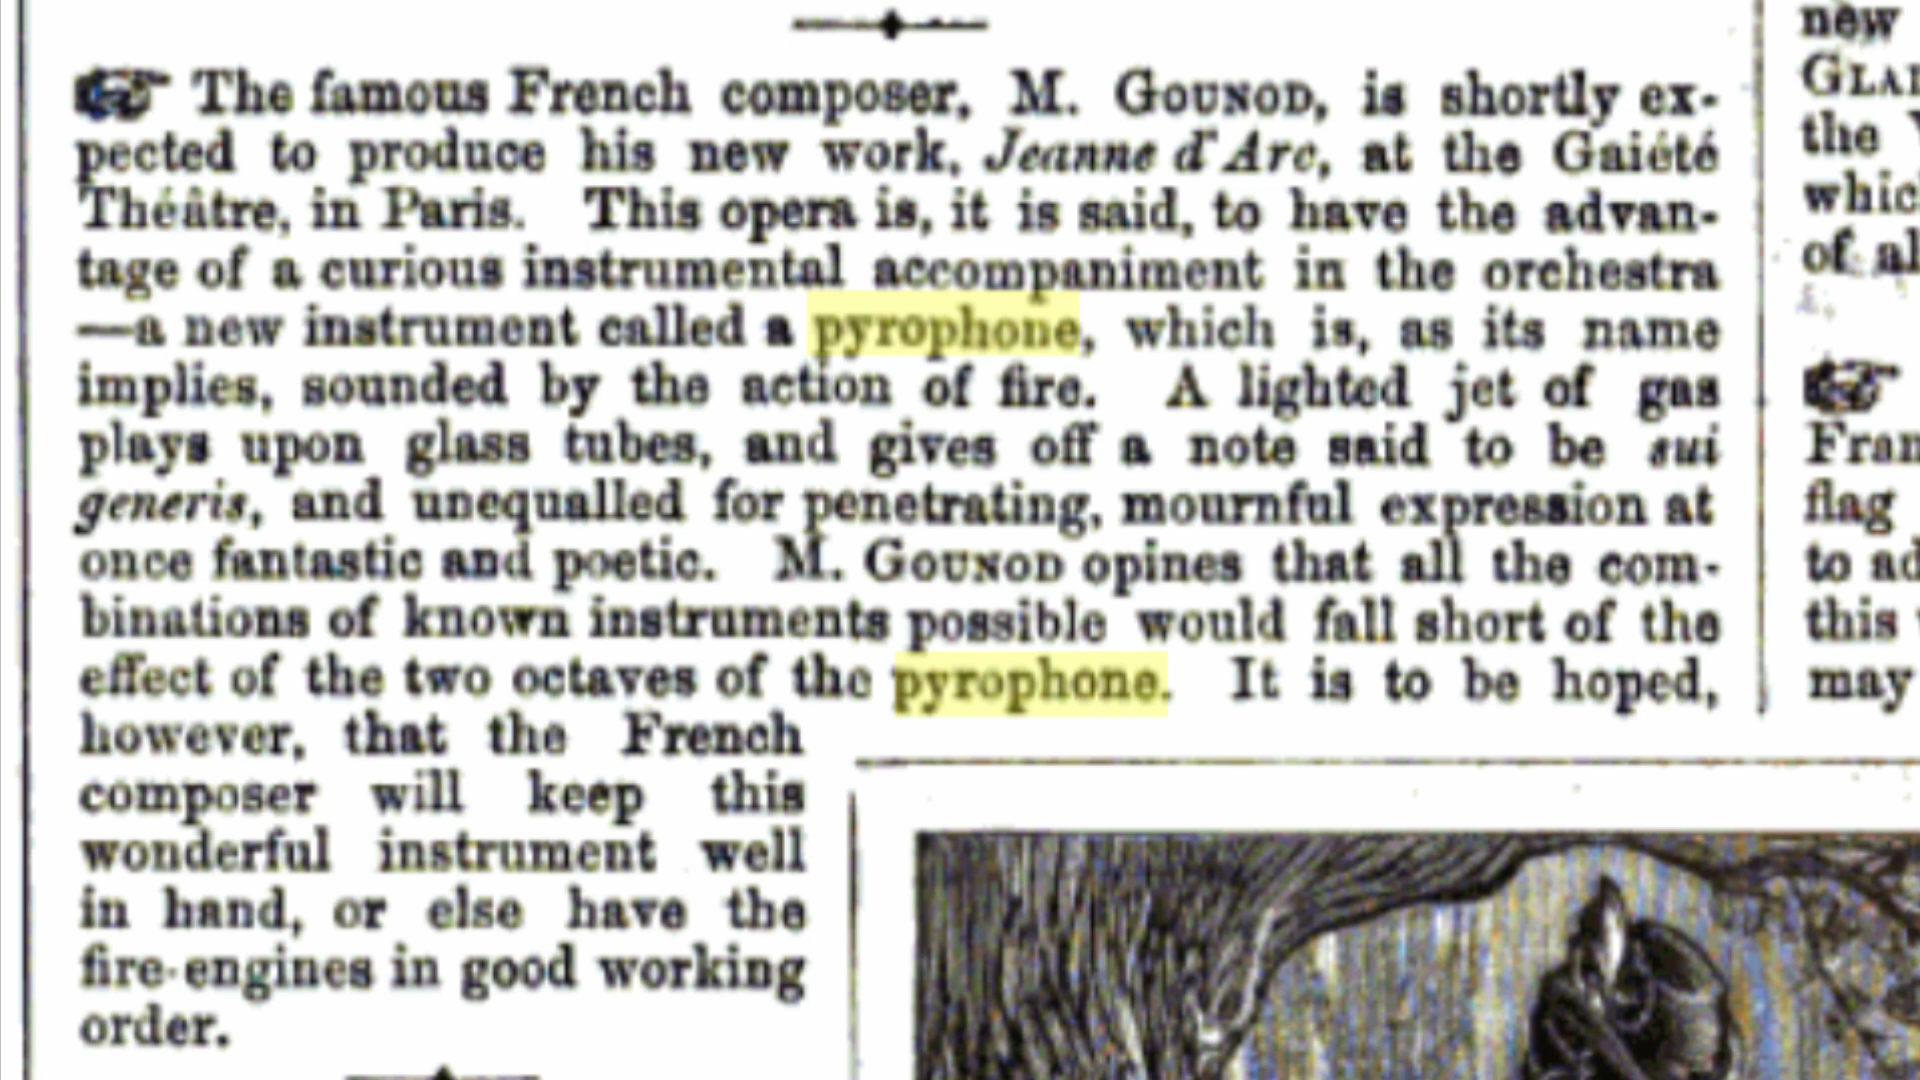 ☞ The famous French composer, M. GOUNOD, is shortly ex-
pected to produce his new work, Jeanne d'Arc, at the Gaiété
Théâtre, in Paris. This opera is, it is said, to have the advan-
tage of a curious instrumental accompaniment in the orchestra
—a new instrument called a pyrophone, which is, as its name
implies, sounded by the action of fire. A lighted jet of gas
plays upon glass tubes, and gives off a note said to be sui
generis, and unequalled for penetrating, mournful expression at
once fantastic and poetic. M. GOUNOD opines that all the com-
binations of known instruments possible would fall short of the
effect of the two octaves of the pyrophone. It is to be hoped,
however, that the French
composer will keep this
wonderful instrument well
in hand, or else have the
fire-engines in good working
order.
new
the
of
☞
flag
to
this
may